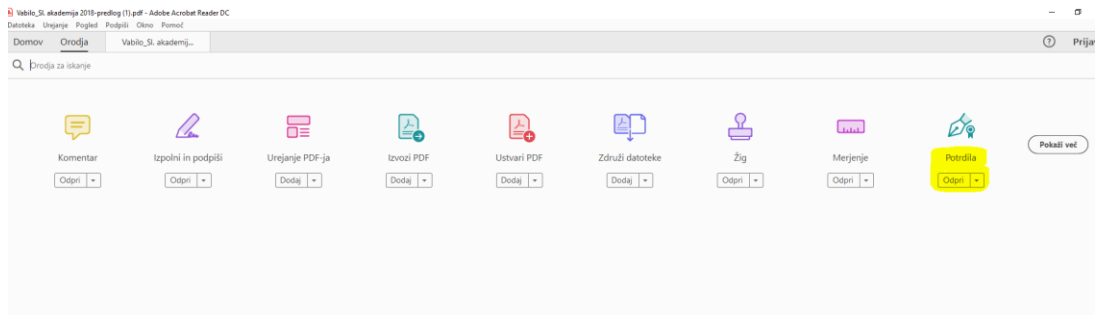 Vabilo_Sl. akademija 2018-predlog (1).pdf - Adobe Acrobat Reader DC
Datoteka Urejanje Pogled Podpiši Okno Pomoč
Domov Orodja Vabilo_Sl. akademij... Prijav
Orodja za iskanje
Komentar Izpolni in podpiši Urejanje PDF-ja Izvozi PDF Ustvari PDF Združi datoteke Žig Merjenje Potrdila Pokaži več
Odpri Odpri Dodaj Dodaj Dodaj Dodaj Odpri Odpri Odpri